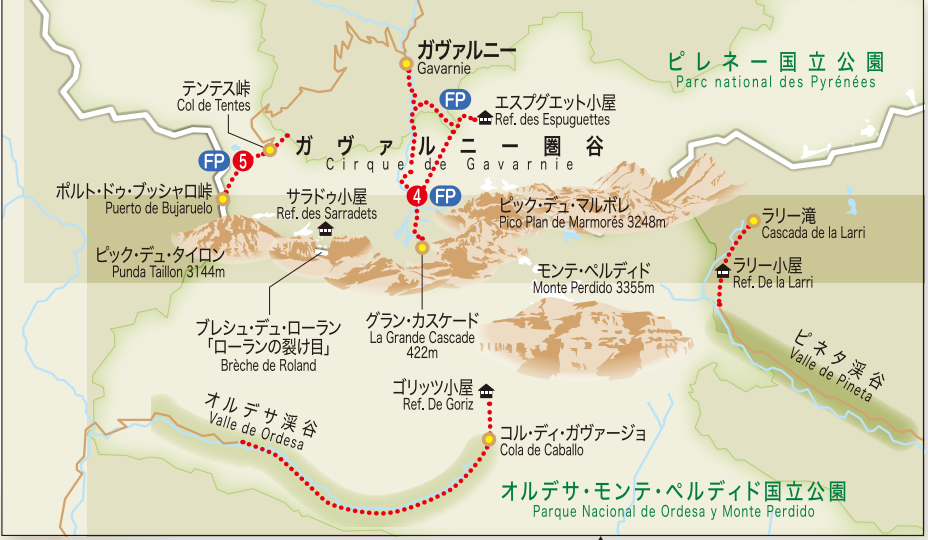 ガヴァルニー
Gavarnie
ピレネー国立公園
Parc national des Pyrénées
テンテス峠
Col de Tentes
FP
エスプグエット小屋
Ref. des Espuguettes
FP 5
ガヴァルニー圏谷
Cirque de Gavarnie
ポルト・ドゥ・ブッシャロ峠
Puerto de Bujaruelo
サラドゥ小屋
Ref. des Sarradets
4 FP
ピック・デュ・マルボレ
Pico Plan de Marmorés 3248m
ラリー滝
Cascada de la Larri
ピック・デュ・タイロン
Punda Taillon 3144m
モンテ・ペルディド
Monte Perdido 3355m
ラリー小屋
Ref. De la Larri
ブレシュ・デュ・ローラン
「ローランの裂け目」
Brèche de Roland
グラン・カスケード
La Grande Cascade
422m
ピネタ渓谷
Valle de Pineta
ゴリッツ小屋
Ref. De Goriz
オルデサ渓谷
Valle de Ordesa
コル・ディ・ガヴァージョ
Cola de Caballo
オルデサ・モンテ・ペルディド国立公園
Parque Nacional de Ordesa y Monte Perdido